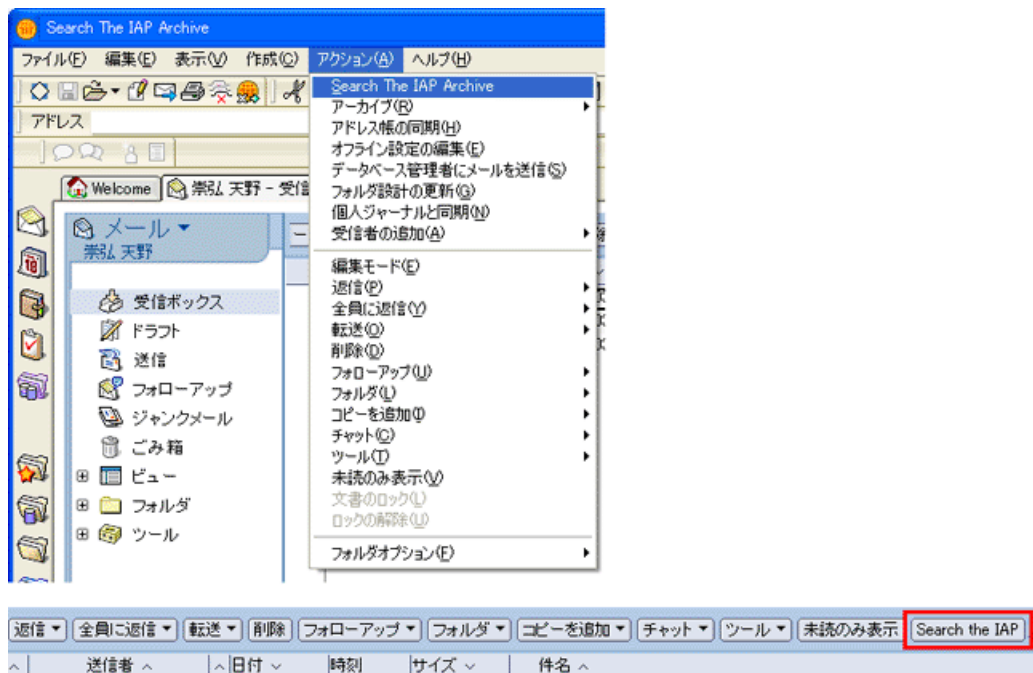 Search The IAP Archive
ファイル(F) 編集(E) 表示(V) 作成(C) アクション(A) ヘルプ(H)
Search The IAP Archive
アーカイブ(R)
アドレス帳の同期(H)
オフライン設定の編集(E)
データベース管理者にメールを送信(S)
フォルダ設計の更新(G)
個人ジャーナルと同期(N)
受信者の追加(A)
編集モード(E)
返信(P)
全員に返信(Y)
転送(O)
削除(D)
フォローアップ(U)
フォルダ(L)
コピーを追加(I)
チャット(C)
ツール(T)
未読のみ表示(V)
文書のロック(L)
ロックの解除(U)
フォルダオプション(F)
アドレス
Welcome 崇弘 天野 - 受信
メール
崇弘 天野
受信ボックス
ドラフト
送信
フォローアップ
ジャンクメール
ごみ箱
ビュー
フォルダ
ツール
18
返信 全員に返信 転送 削除 フォローアップ フォルダ コピーを追加 チャット ツール 未読のみ表示 Search the IAP
送信者 日付 時刻 サイズ 件名